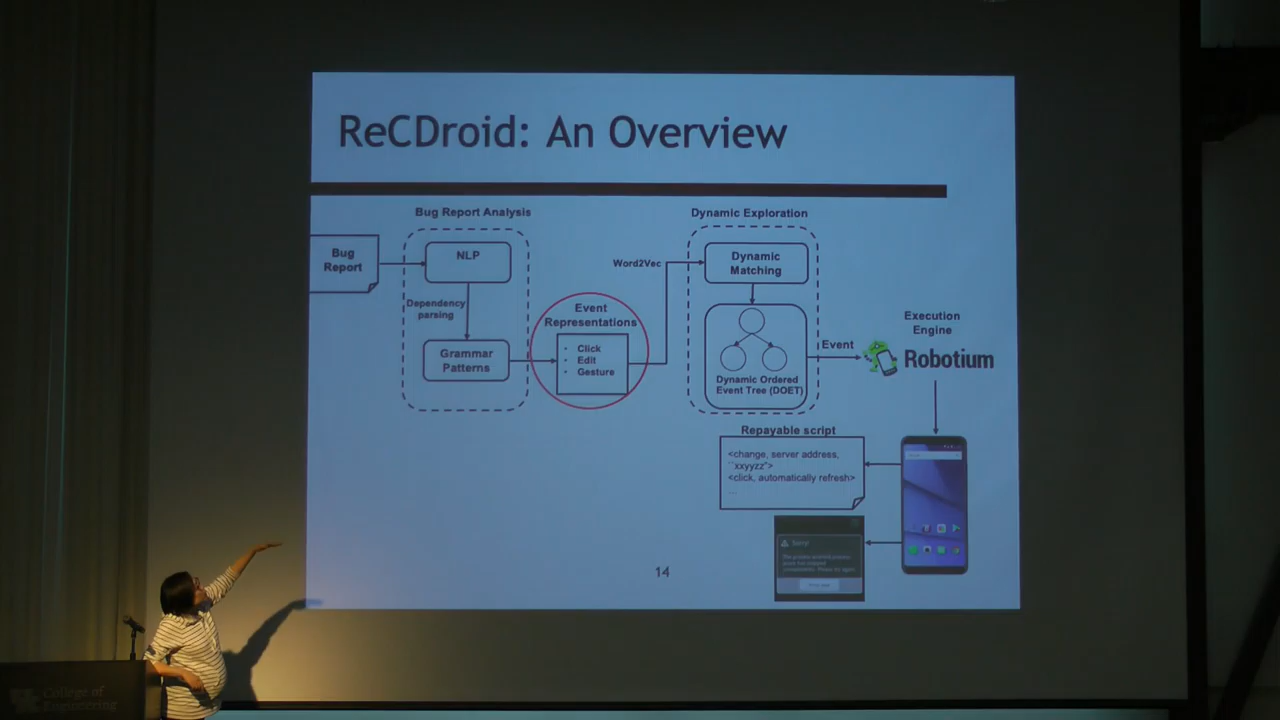 ReCDroid: An Overview
Bug Report Analysis
Dynamic Exploration
Bug
Report
NLP
Dependency
parsing
Grammar
Patterns
Event
Representations
• Click
• Edit
• Gesture
Word2Vec
Dynamic
Matching
Dynamic Ordered
Event Tree (DOET)
Event
Execution
Engine
Robotium
Repayable script
<change, server address,
``xxyyzz">
<click, automatically refresh>
...
Sorry!
14
College of
Engineering